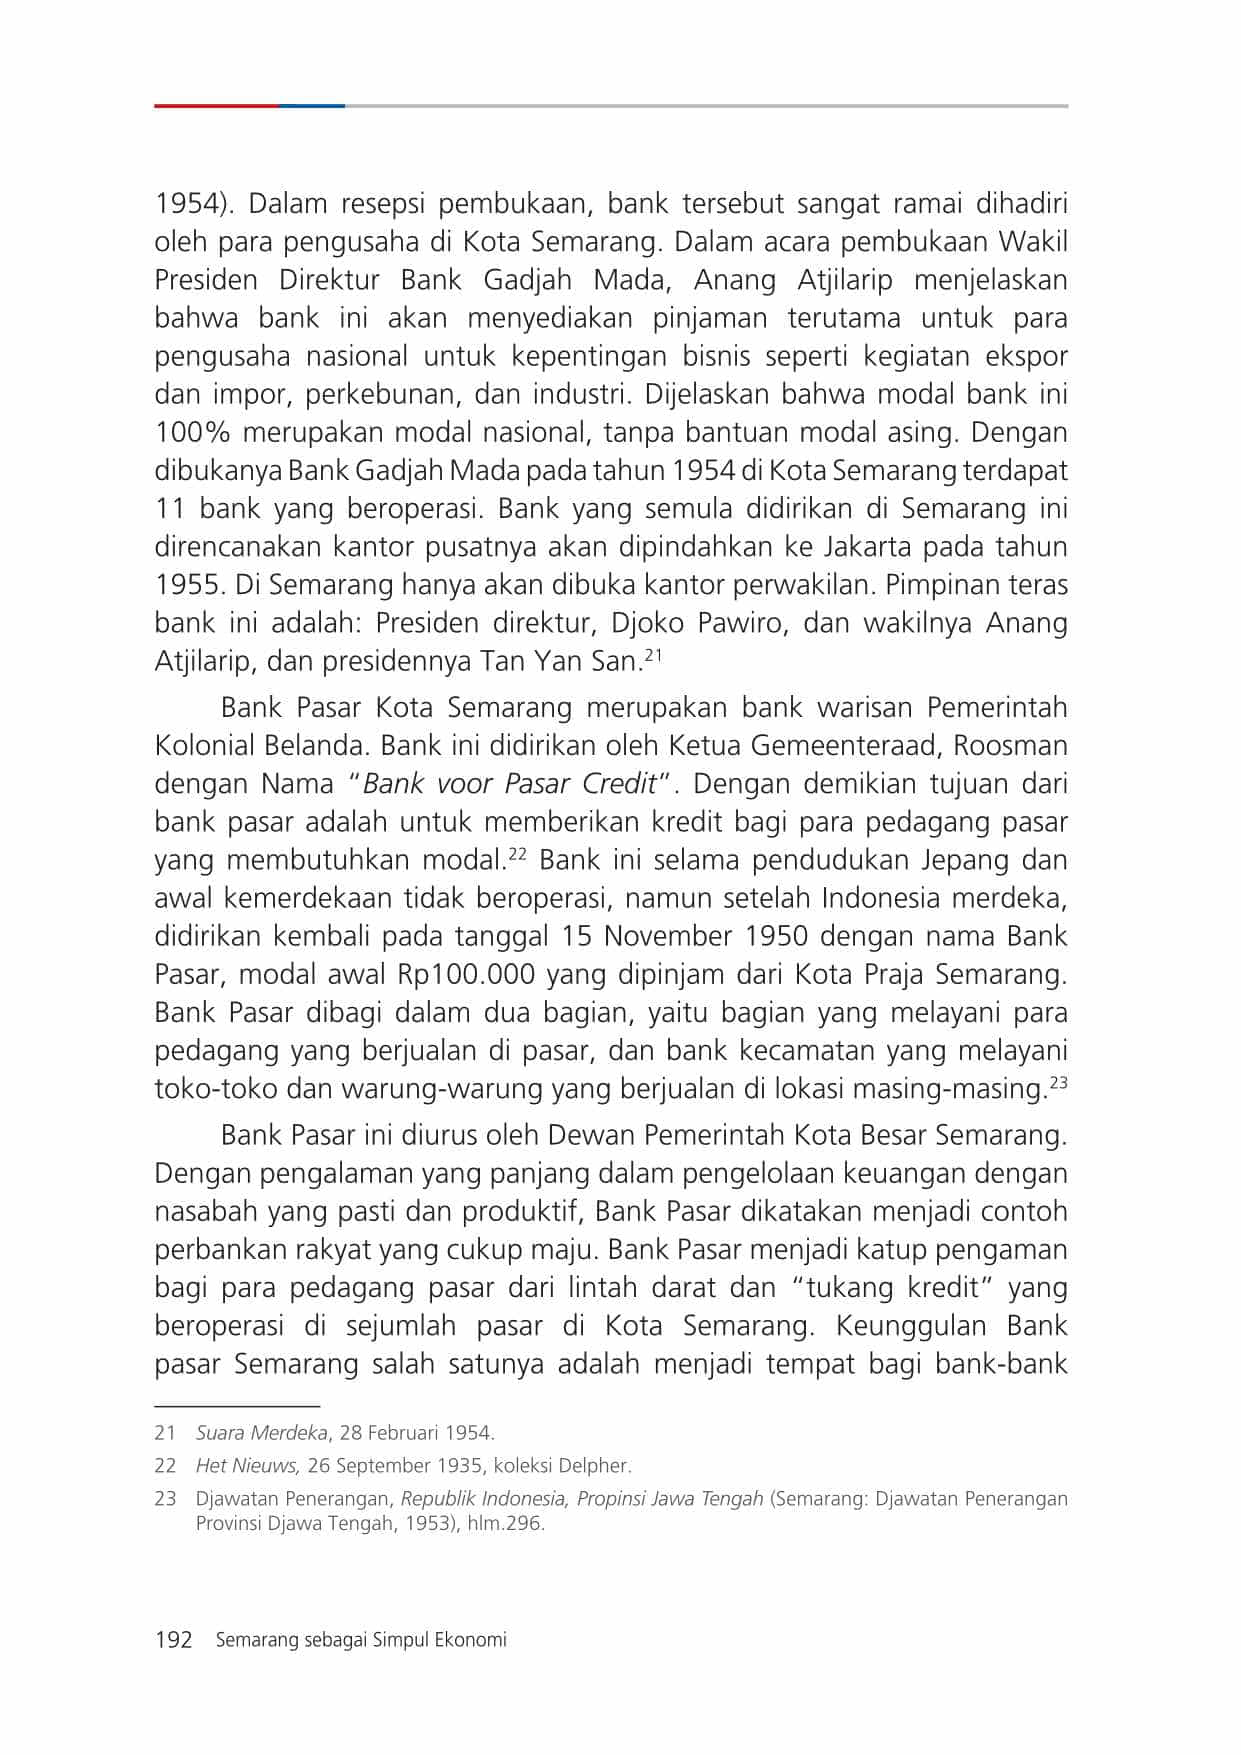 1954). Dalam resepsi pembukaan, bank tersebut sangat ramai dihadiri
oleh para pengusaha di Kota Semarang. Dalam acara pembukaan Wakil
Presiden Direktur Bank Gadjah Mada, Anang Atjilarip menjelaskan
bahwa bank ini akan menyediakan pinjaman terutama untuk para
pengusaha nasional untuk kepentingan bisnis seperti kegiatan ekspor
dan impor, perkebunan, dan industri. Dijelaskan bahwa modal bank ini
100% merupakan modal nasional, tanpa bantuan modal asing. Dengan
dibukanya Bank Gadjah Mada pada tahun 1954 di Kota Semarang terdapat
11 bank yang beroperasi. Bank yang semula didirikan di Semarang ini
direncanakan kantor pusatnya akan dipindahkan ke Jakarta pada tahun
1955. Di Semarang hanya akan dibuka kantor perwakilan. Pimpinan teras
bank ini adalah: Presiden direktur, Djoko Pawiro, dan wakilnya Anang
Atjilarip, dan presidennya Tan Yan San.21
Bank Pasar Kota Semarang merupakan bank warisan Pemerintah
Kolonial Belanda. Bank ini didirikan oleh Ketua Gemeenteraad, Roosman
dengan Nama “Bank voor Pasar Credit”. Dengan demikian tujuan dari
bank pasar adalah untuk memberikan kredit bagi para pedagang pasar
yang membutuhkan modal.22 Bank ini selama pendudukan Jepang dan
awal kemerdekaan tidak beroperasi, namun setelah Indonesia merdeka,
didirikan kembali pada tanggal 15 November 1950 dengan nama Bank
Pasar, modal awal Rp100.000 yang dipinjam dari Kota Praja Semarang.
Bank Pasar dibagi dalam dua bagian, yaitu bagian yang melayani para
pedagang yang berjualan di pasar, dan bank kecamatan yang melayani
toko-toko dan warung-warung yang berjualan di lokasi masing-masing.23
Bank Pasar ini diurus oleh Dewan Pemerintah Kota Besar Semarang.
Dengan pengalaman yang panjang dalam pengelolaan keuangan dengan
nasabah yang pasti dan produktif, Bank Pasar dikatakan menjadi contoh
perbankan rakyat yang cukup maju. Bank Pasar menjadi katup pengaman
bagi para pedagang pasar dari lintah darat dan “tukang kredit” yang
beroperasi di sejumlah pasar di Kota Semarang. Keunggulan Bank
pasar Semarang salah satunya adalah menjadi tempat bagi bank-bank
21 Suara Merdeka, 28 Februari 1954.
22 Het Nieuws, 26 September 1935, koleksi Delpher.
23 Djawatan Penerangan, Republik Indonesia, Propinsi Jawa Tengah (Semarang: Djawatan Penerangan
Provinsi Djawa Tengah, 1953), hlm.296.
192 Semarang sebagai Simpul Ekonomi